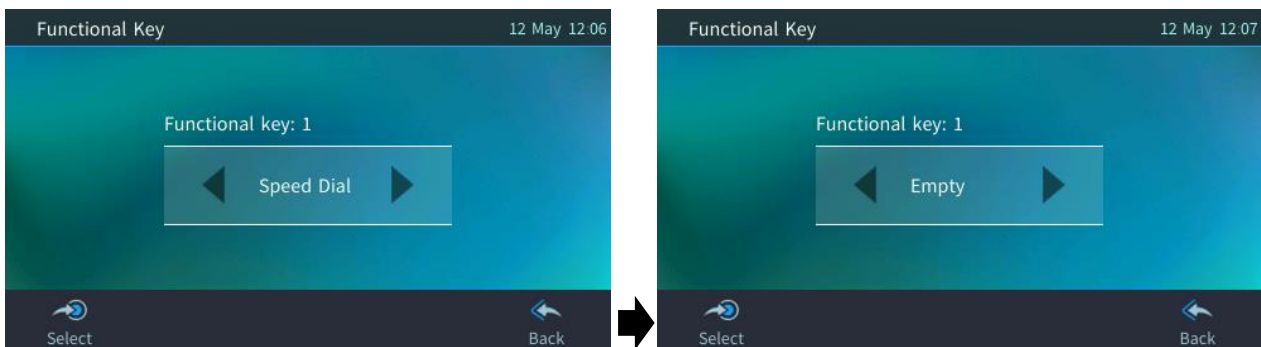 Functional Key 12 May 12:06
Functional key: 1
Speed Dial
Select Back
Functional Key 12 May 12:07
Functional key: 1
Empty
Select Back